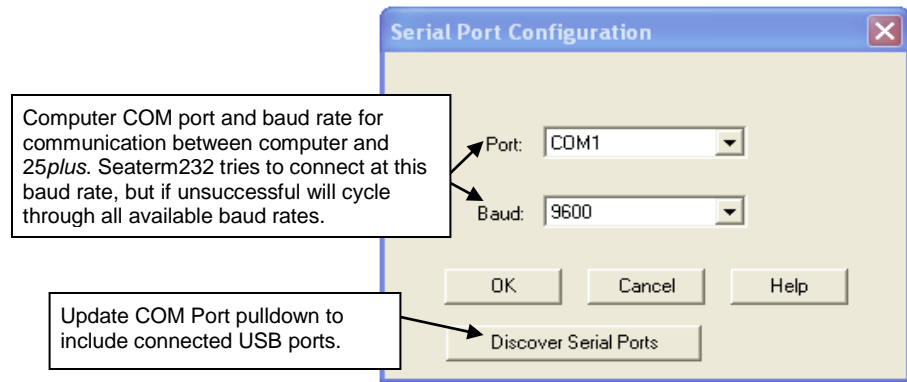 Serial Port Configuration
Computer COM port and baud rate for
communication between computer and
25plus. Seaterm232 tries to connect at this
baud rate, but if unsuccessful will cycle
through all available baud rates.
Port: COM1
Baud: 9600
OK Cancel Help
Update COM Port pulldown to
include connected USB ports.
Discover Serial Ports